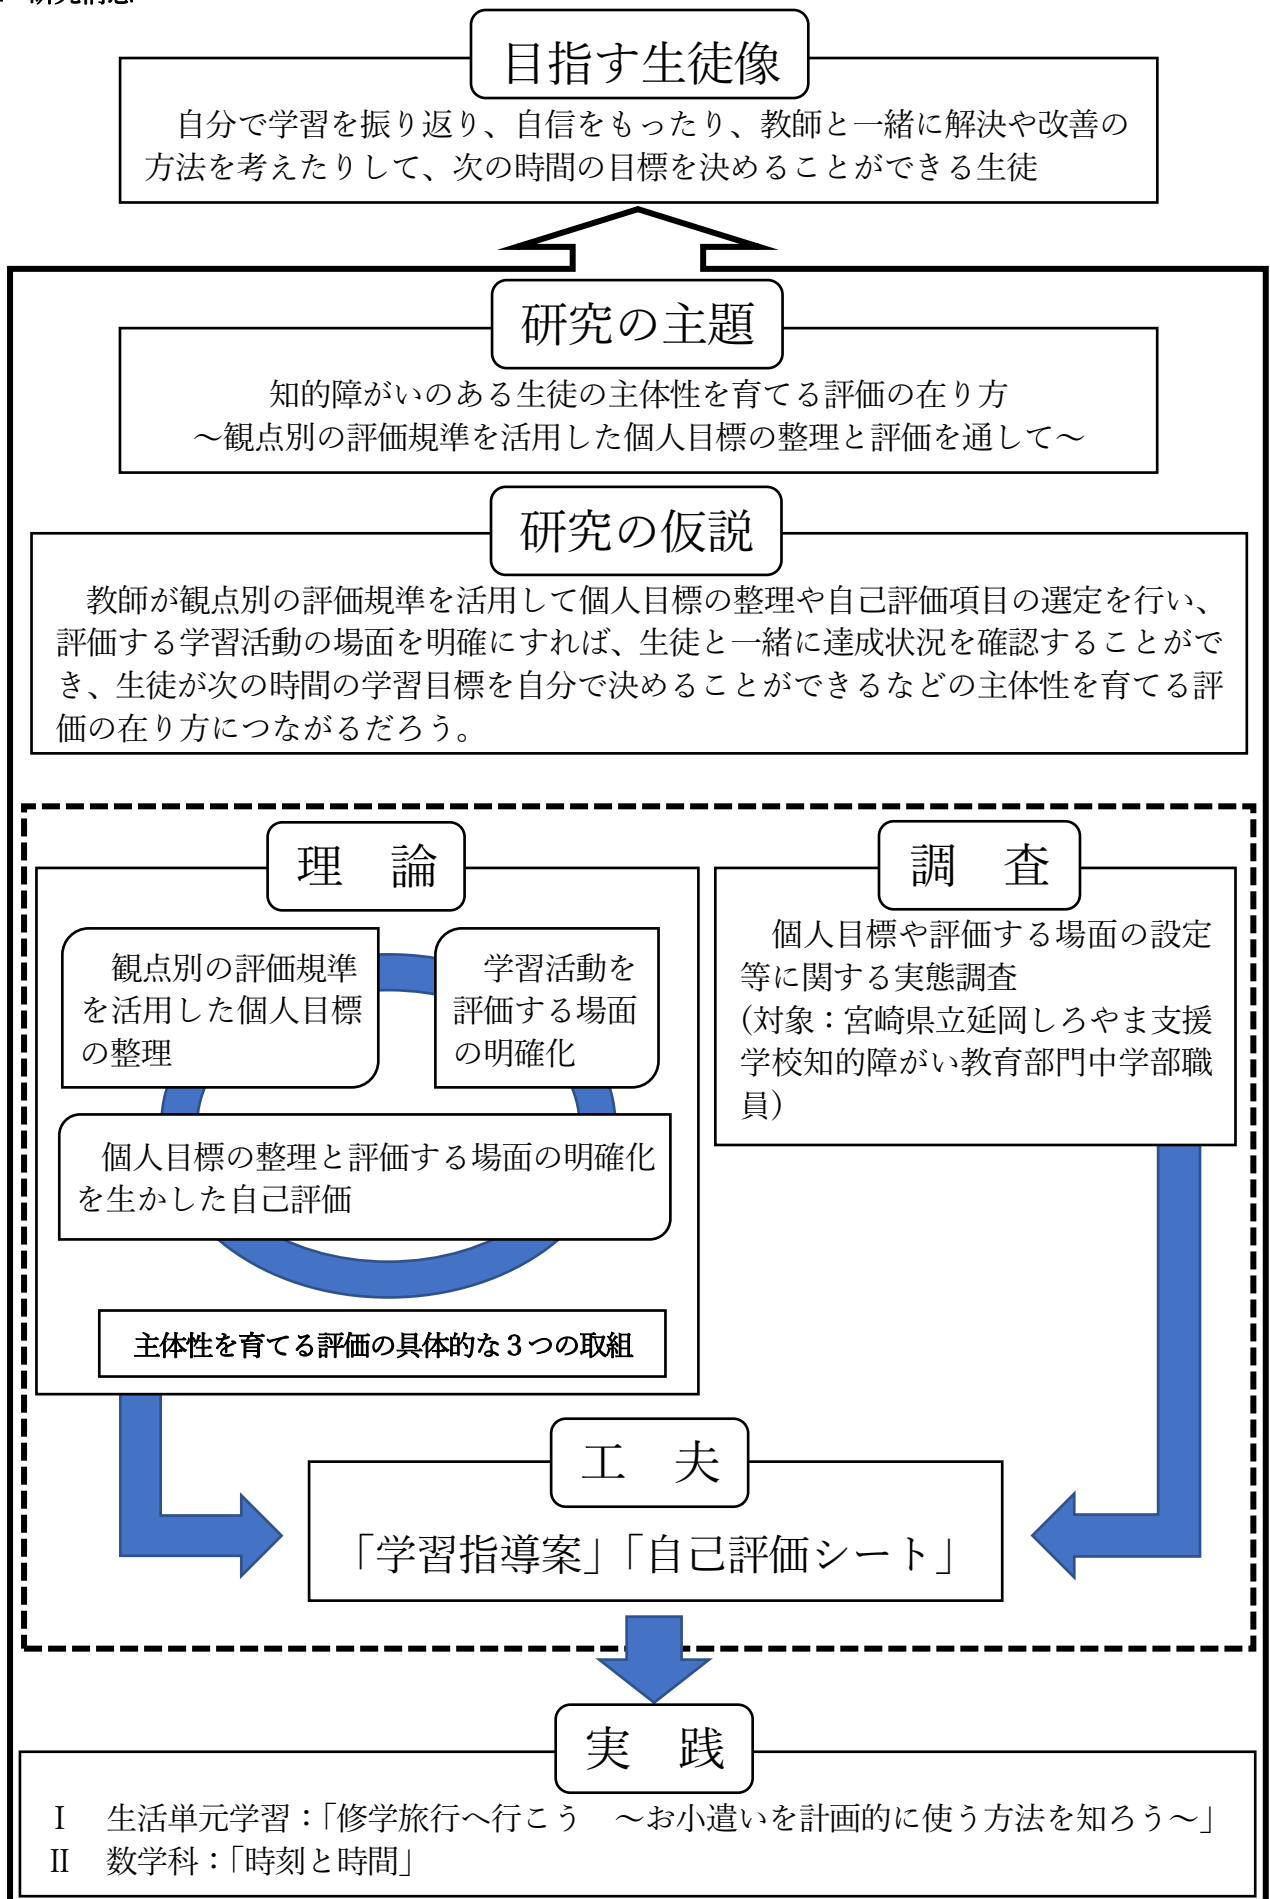 研究構想
目指す生徒像
自分で学習を振り返り、自信をもったり、教師と一緒に解決や改善の
方法を考えたりして、次の時間の目標を決めることができる生徒
研究の主題
知的障がいのある生徒の主体性を育てる評価の在り方
～観点別の評価規準を活用した個人目標の整理と評価を通して～
研究の仮説
教師が観点別の評価規準を活用して個人目標の整理や自己評価項目の選定を行い、
評価する学習活動の場面を明確にすれば、生徒と一緒に達成状況を確認することがで
き、生徒が次の時間の学習目標を自分で決めることができるなどの主体性を育てる評
価の在り方につながるだろう。
理　論
観点別の評価規準
を活用した個人目標
の整理
学習活動を
評価する場面
の明確化
個人目標の整理と評価する場面の明確化
を生かした自己評価
主体性を育てる評価の具体的な３つの取組
調　査
個人目標や評価する場面の設定
等に関する実態調査
(対象：宮崎県立延岡しろやま支援
学校知的障がい教育部門中学部職
員)
工　夫
「学習指導案」「自己評価シート」
実　践
Ⅰ　生活単元学習：「修学旅行へ行こう　～お小遣いを計画的に使う方法を知ろう～」
Ⅱ　数学科：「時刻と時間」